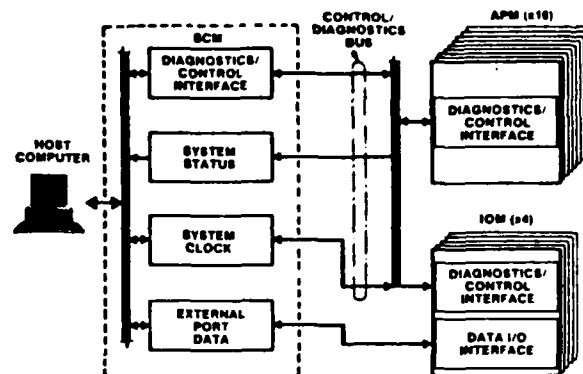 CONTROL/
DIAGNOSTICS
BUS
APM (x16)
BCM
DIAGNOSTICS/
CONTROL
INTERFACE
DIAGNOSTICS/
CONTROL
INTERFACE
HOST
COMPUTER
SYSTEM
STATUS
IOM (x4)
SYSTEM
CLOCK
DIAGNOSTICS/
CONTROL
INTERFACE
EXTERNAL
PORT
DATA
DATA I/O
INTERFACE